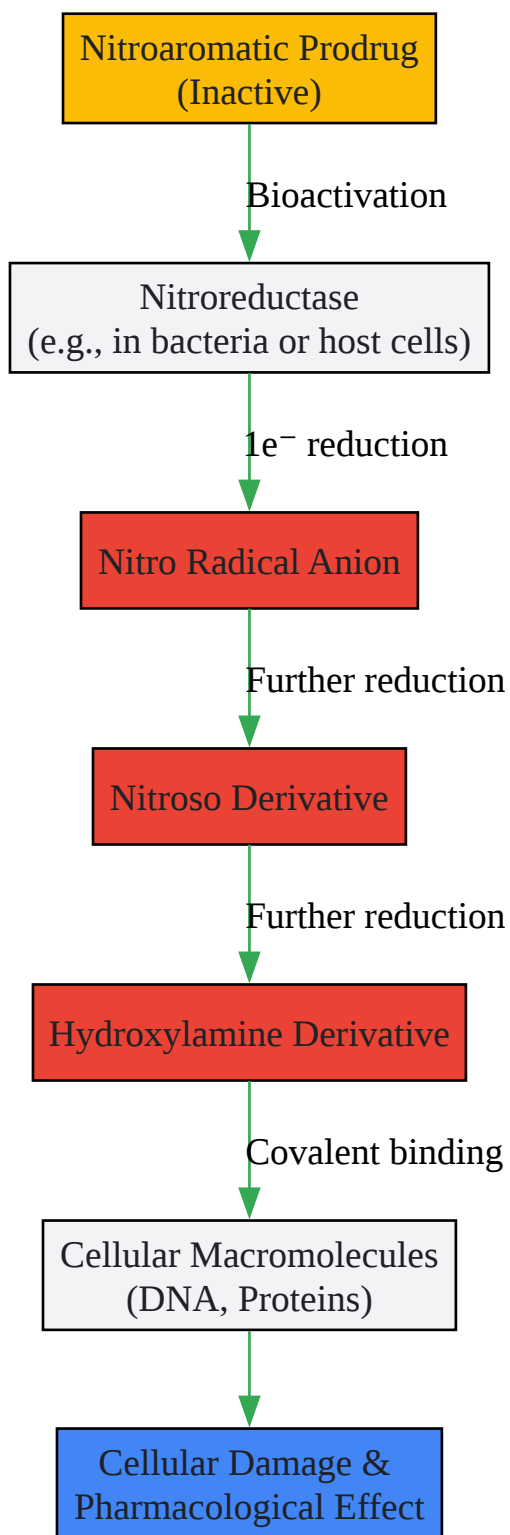 Nitroaromatic Prodrug
(Inactive)
Bioactivation
Nitroreductase
(e.g., in bacteria or host cells)
1e⁻ reduction
Nitro Radical Anion
Further reduction
Nitroso Derivative
Further reduction
Hydroxylamine Derivative
Covalent binding
Cellular Macromolecules
(DNA, Proteins)
Cellular Damage &
Pharmacological Effect